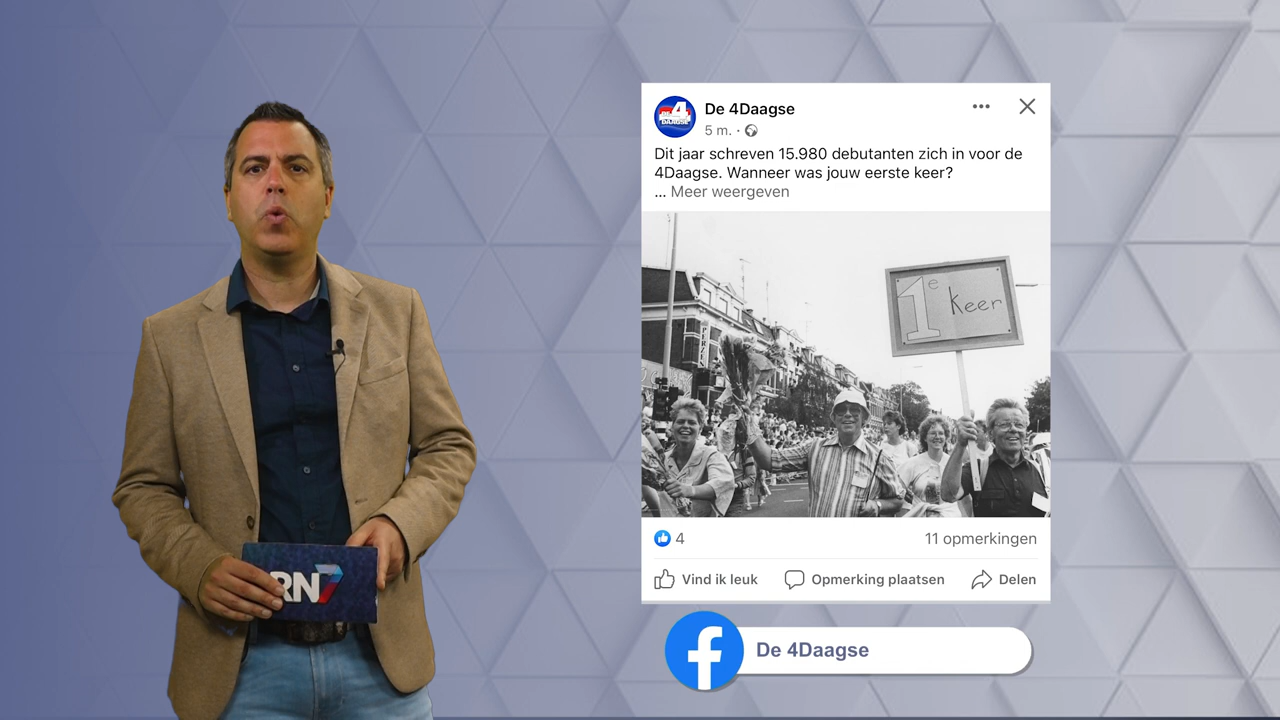 De 4Daagse
5 m. ·
Dit jaar schreven 15.980 debutanten zich in voor de
4Daagse. Wanneer was jouw eerste keer?
... Meer weergeven
1e Keer
4
11 opmerkingen
Vind ik leuk
Opmerking plaatsen
Delen
RN7
De 4Daagse